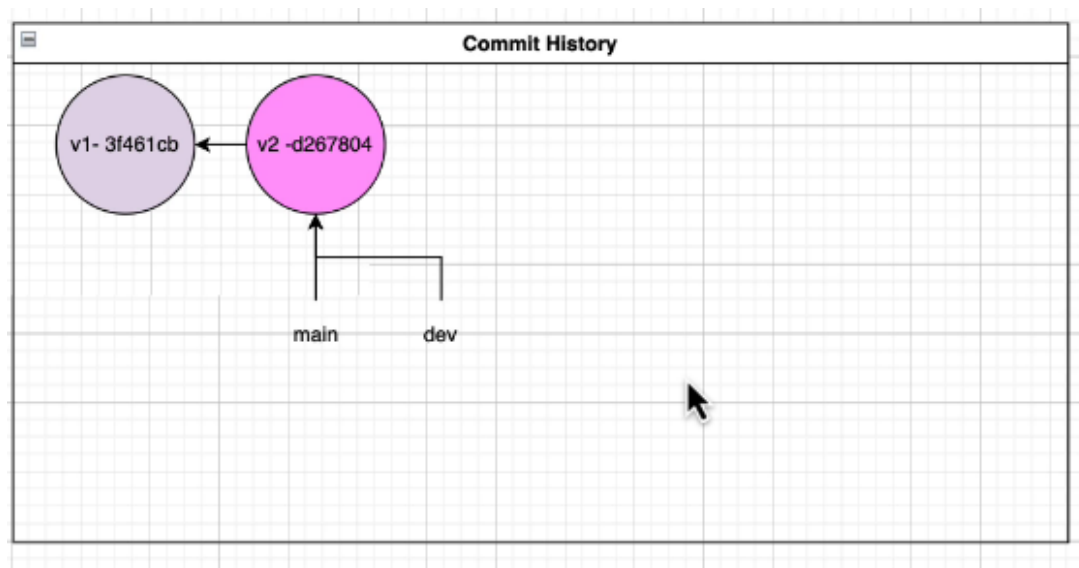 Commit History
v1- 3f461cb
v2 -d267804
main
dev